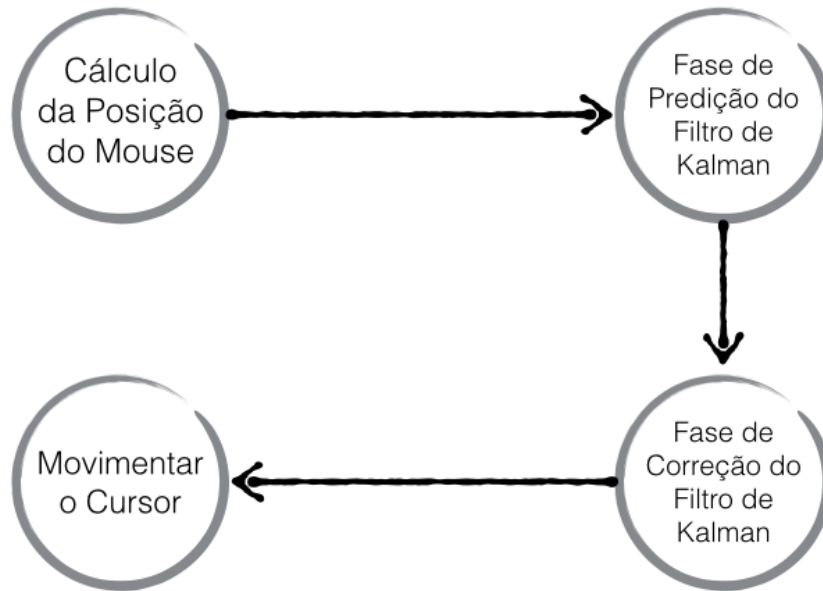 Cálculo
da Posição
do Mouse
Fase de
Predição do
Filtro de
Kalman
Fase de
Correção do
Filtro de
Kalman
Movimentar
o Cursor